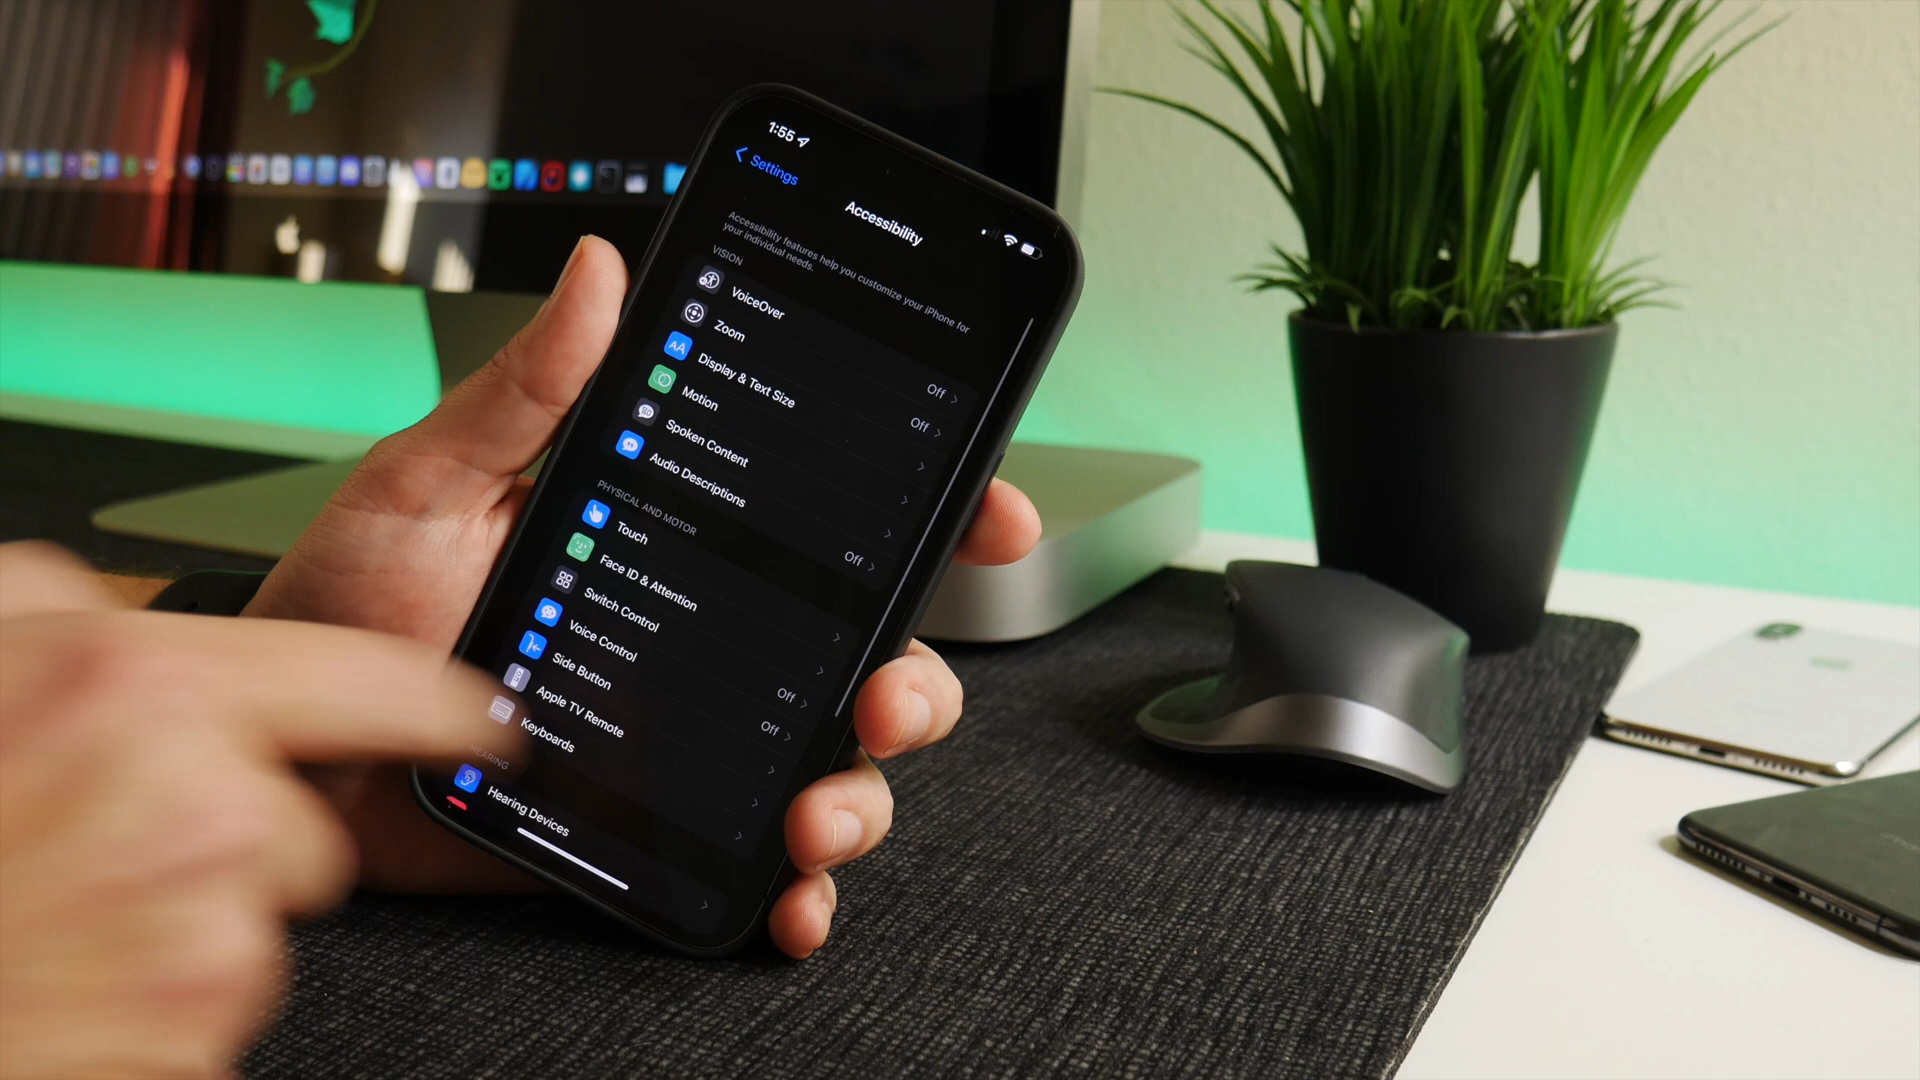 1:55
Settings
Accessibility
Accessibility features help you customize your iPhone for
your individual needs.
VISION
VoiceOver Off
Zoom Off
Display & Text Size
Motion
Spoken Content
Audio Descriptions Off
PHYSICAL AND MOTOR
Touch
Face ID & Attention
Switch Control Off
Voice Control Off
Side Button
Apple TV Remote
Keyboards
HEARING
Hearing Devices